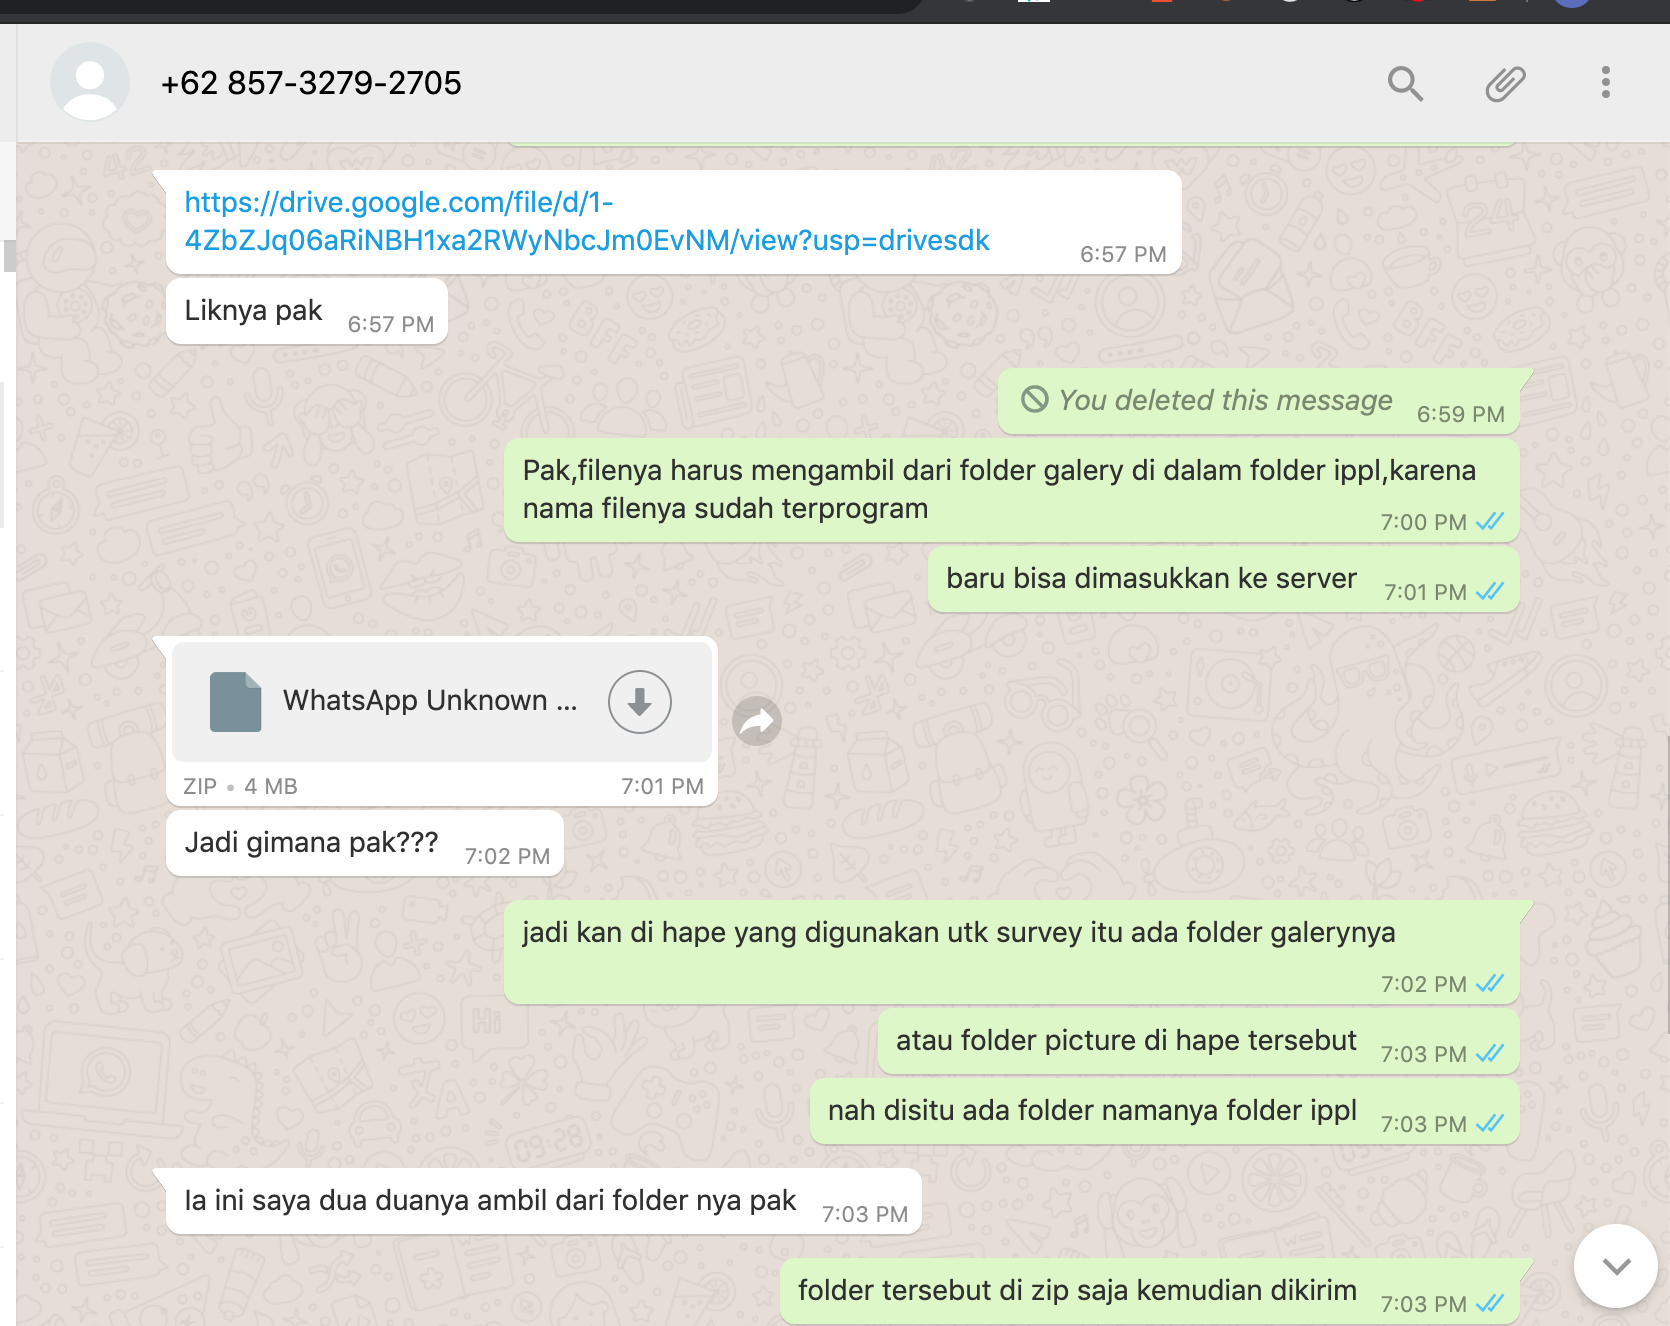 +62 857-3279-2705
https://drive.google.com/file/d/1-
4ZbZJq06aRiNBH1xa2RWyNbcJm0EvNM/view?usp=drivesdk
6:57 PM
Liknya pak
6:57 PM
You deleted this message
6:59 PM
Pak,filenya harus mengambil dari folder galery di dalam folder ippl,karena
nama filenya sudah terprogram
7:00 PM
baru bisa dimasukkan ke server
7:01 PM
WhatsApp Unknown ...
ZIP • 4 MB
7:01 PM
Jadi gimana pak???
7:02 PM
jadi kan di hape yang digunakan utk survey itu ada folder galerynya
7:02 PM
atau folder picture di hape tersebut
7:03 PM
nah disitu ada folder namanya folder ippl
7:03 PM
Ia ini saya dua duanya ambil dari folder nya pak
7:03 PM
folder tersebut di zip saja kemudian dikirim
7:03 PM